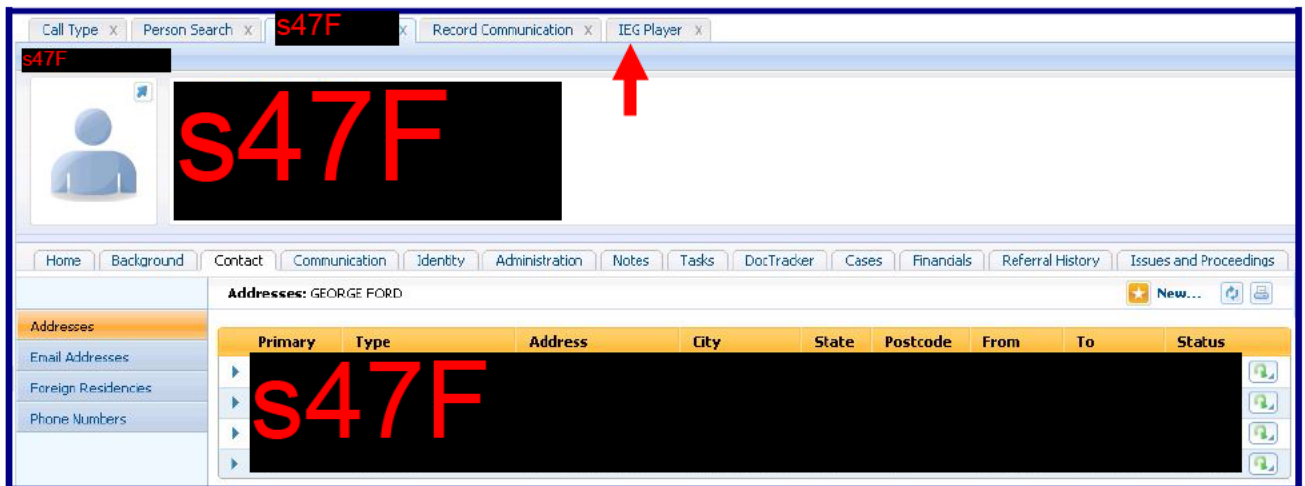 Call Type X Person Search X s47F X Record Communication X IEG Player X
s47F
s47F
Home Background Contact Communication Identity Administration Notes Tasks DocTracker Cases Financials Referral History Issues and Proceedings
Addresses: GEORGE FORD New...
Addresses
Email Addresses
Foreign Residencies
Phone Numbers
Primary Type Address City State Postcode From To Status
s47F